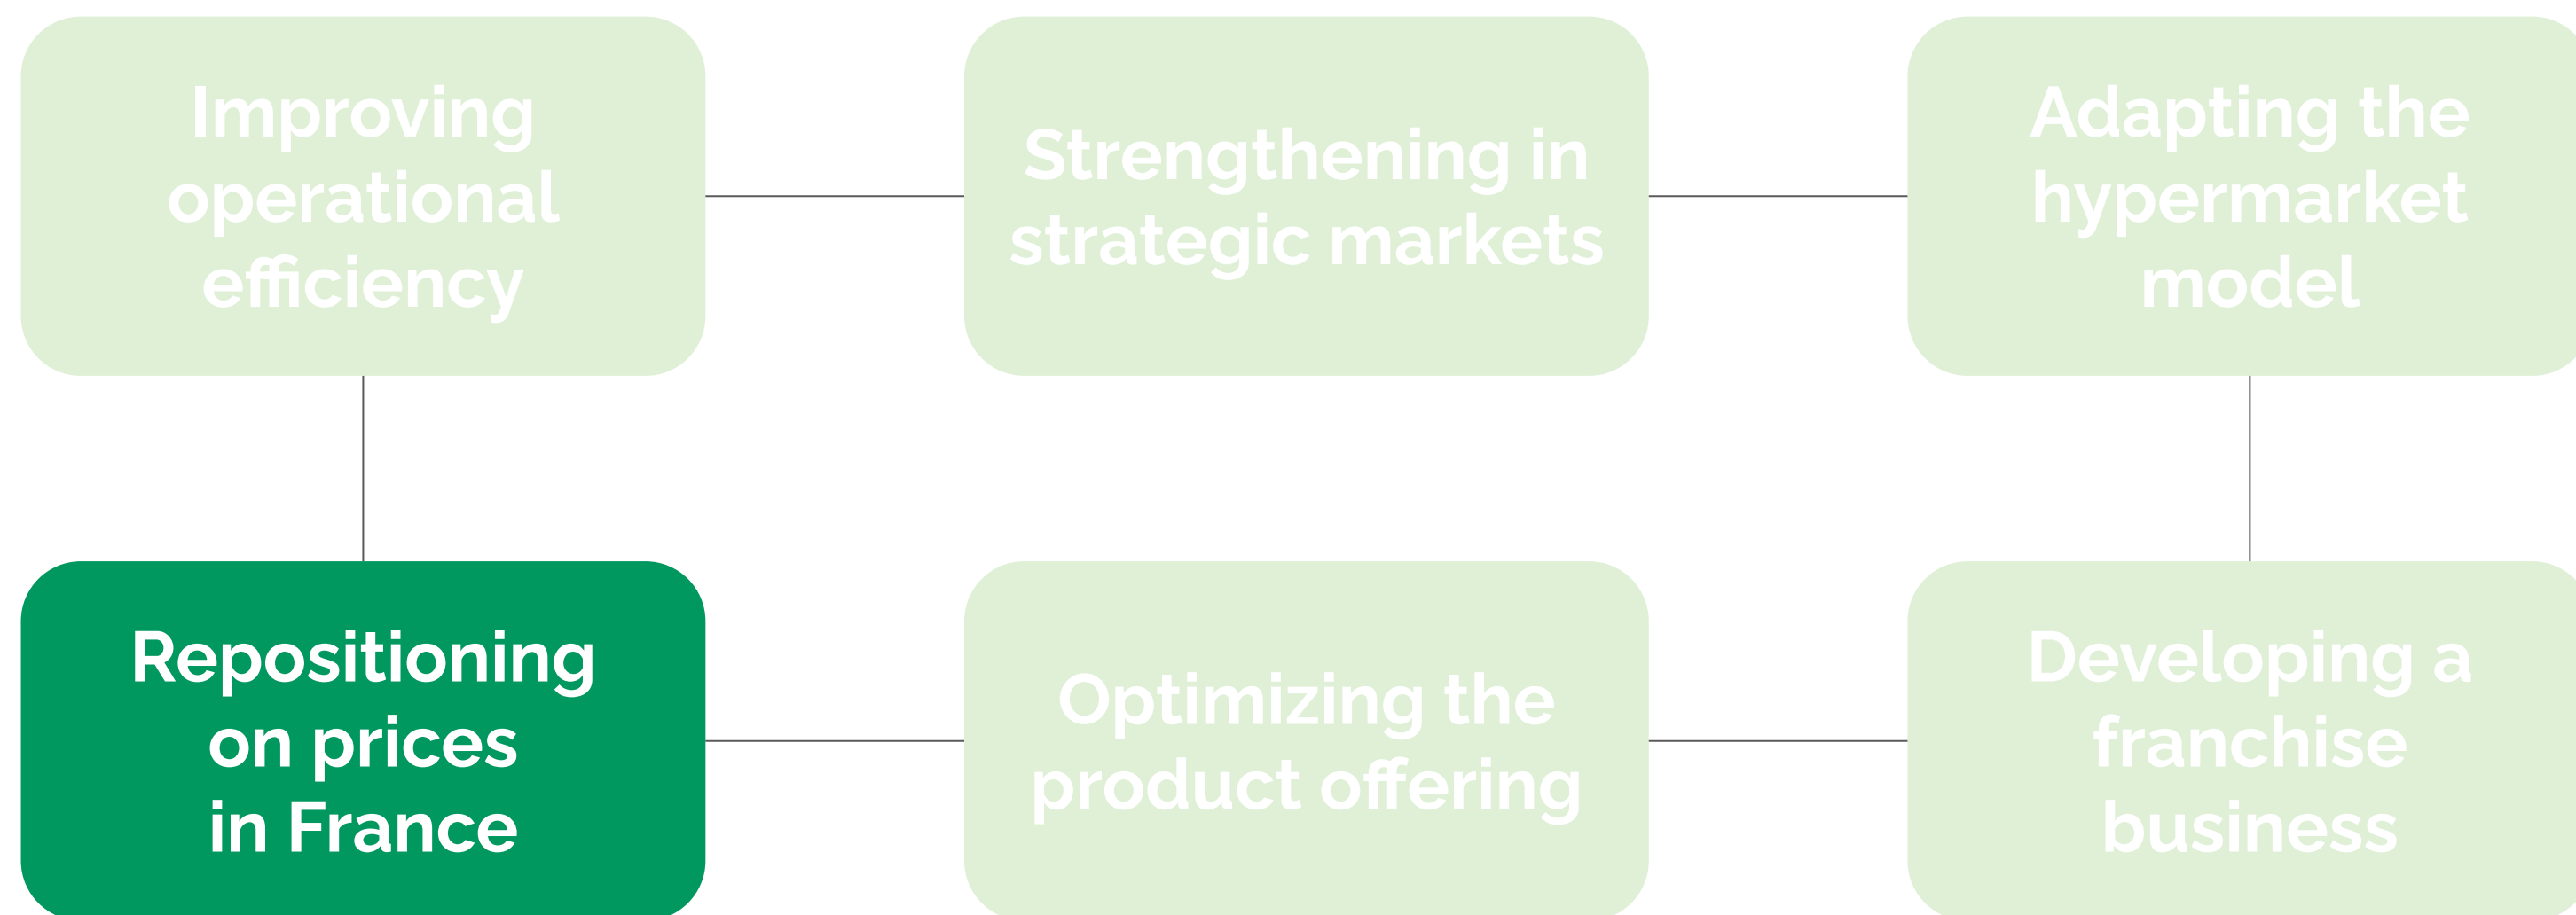 Improving
operational
efficiency
Strengthening in
strategic markets
Adapting the
hypermarket
model
Repositioning
on prices
in France
Optimizing the
product offering
Developing a
franchise
business